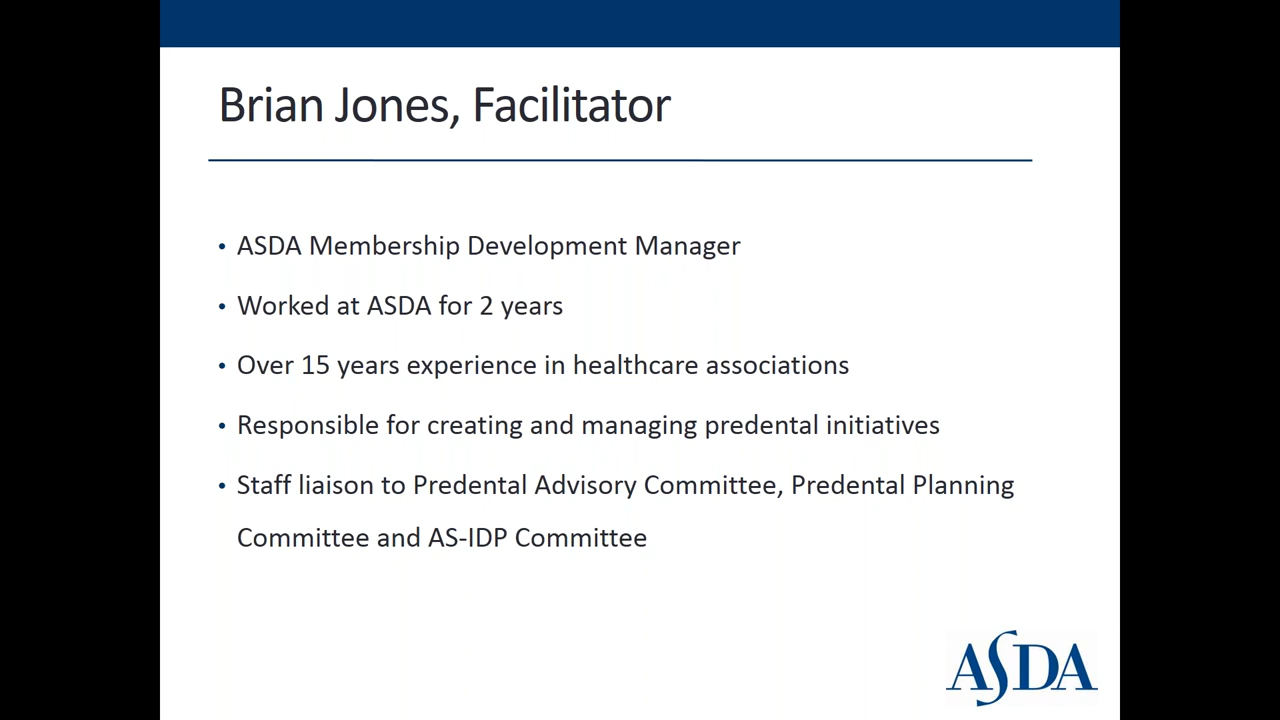 Brian Jones, Facilitator
• ASDA Membership Development Manager
• Worked at ASDA for 2 years
• Over 15 years experience in healthcare associations
• Responsible for creating and managing predental initiatives
• Staff liaison to Predental Advisory Committee, Predental Planning
Committee and AS-IDP Committee
ASDA